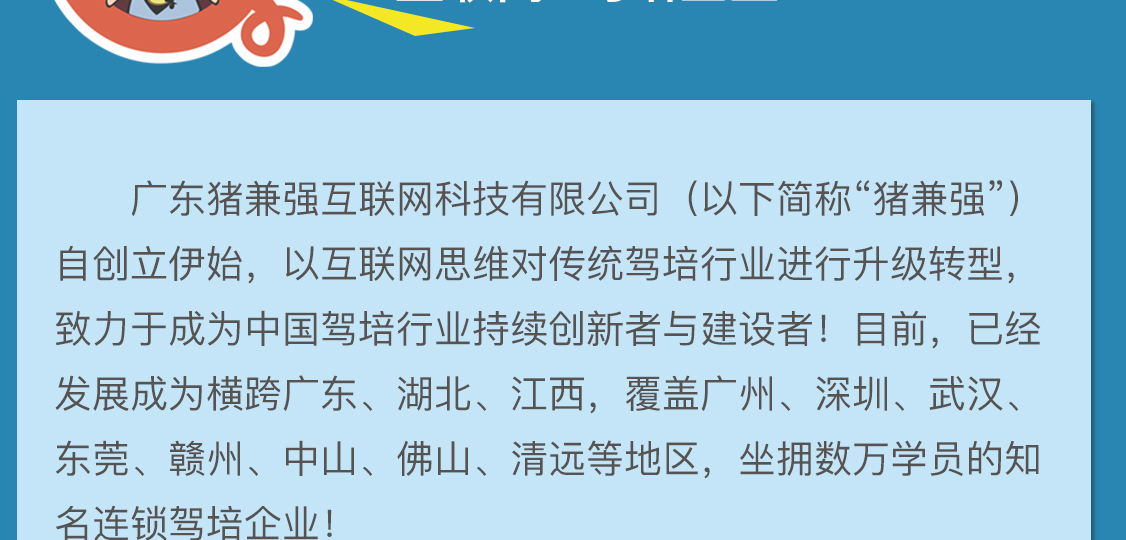 广东猪兼强互联网科技有限公司（以下简称“猪兼强”）
自创立伊始，以互联网思维对传统驾培行业进行升级转型，
致力于成为中国驾培行业持续创新者与建设者！目前，已经
发展成为横跨广东、湖北、江西，覆盖广州、深圳、武汉、
东莞、赣州、中山、佛山、清远等地区，坐拥数万学员的知
名连锁驾培企业！